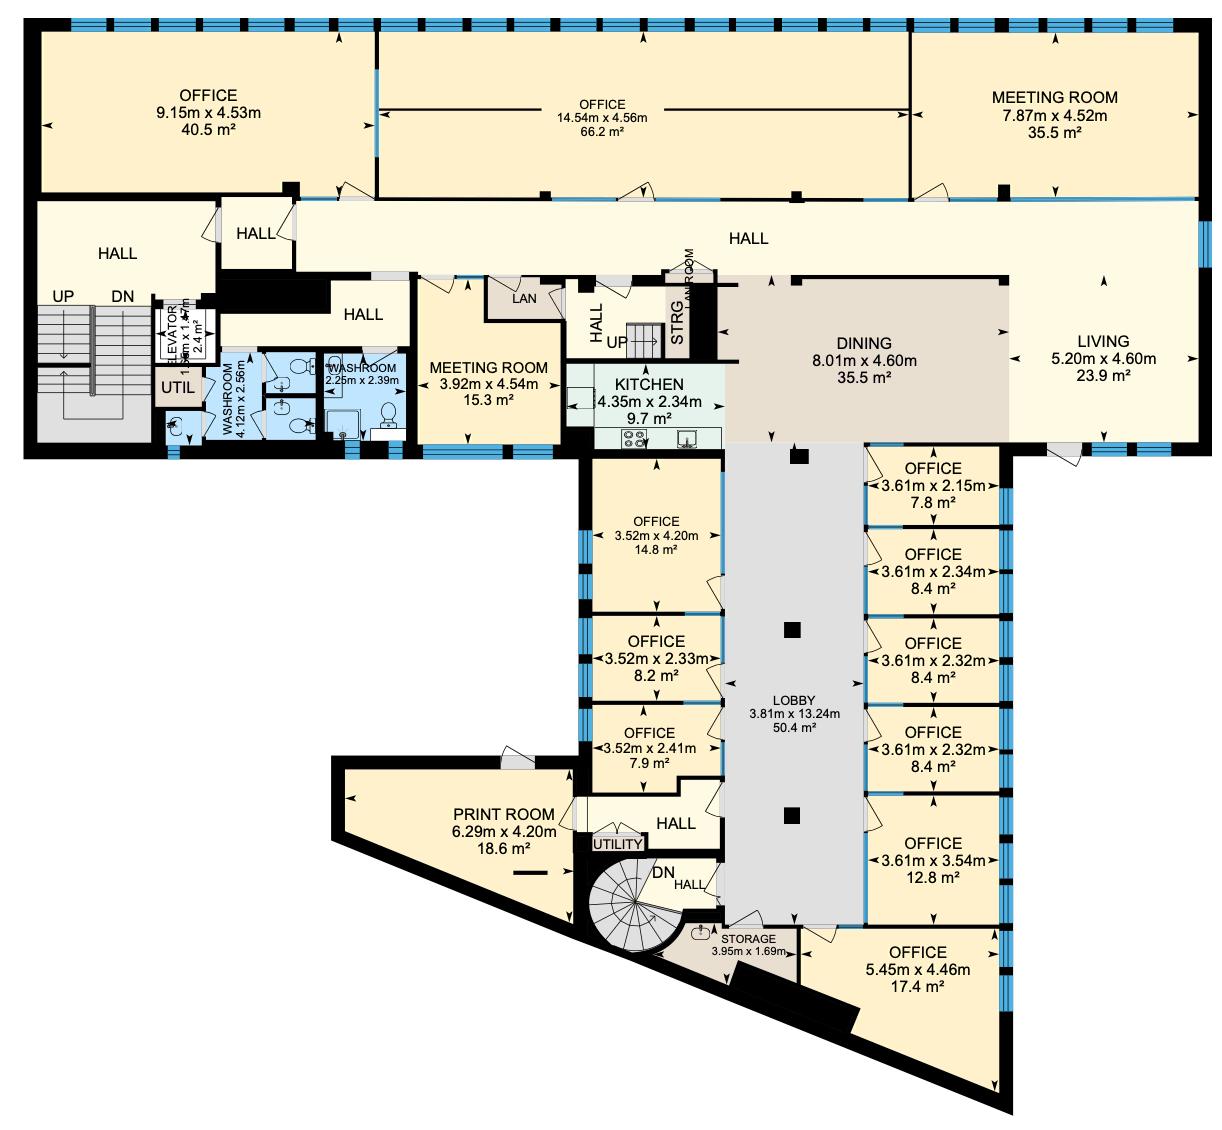 OFFICE
9.15m x 4.53m
40.5 m²
OFFICE
14.54m x 4.56m
66.2 m²
MEETING ROOM
7.87m x 4.52m
35.5 m²
HALL
HALL
HALL
UP
DN
ELEVATOR
2.4 m²
HALL
LAN
HALL
UP
STRG
LAN ROOM
UTIL
WASHROOM
4.12m x 2.56m
WASHROOM
2.25m x 2.39m
MEETING ROOM
3.92m x 4.54m
15.3 m²
KITCHEN
4.35m x 2.34m
9.7 m²
DINING
8.01m x 4.60m
35.5 m²
LIVING
5.20m x 4.60m
23.9 m²
OFFICE
3.61m x 2.15m
7.8 m²
OFFICE
3.52m x 4.20m
14.8 m²
OFFICE
3.61m x 2.34m
8.4 m²
OFFICE
3.52m x 2.33m
8.2 m²
OFFICE
3.61m x 2.32m
8.4 m²
LOBBY
3.81m x 13.24m
50.4 m²
OFFICE
3.52m x 2.41m
7.9 m²
OFFICE
3.61m x 2.32m
8.4 m²
PRINT ROOM
6.29m x 4.20m
18.6 m²
HALL
UTILITY
OFFICE
3.61m x 3.54m
12.8 m²
DN
HALL
STORAGE
3.95m x 1.69m
OFFICE
5.45m x 4.46m
17.4 m²